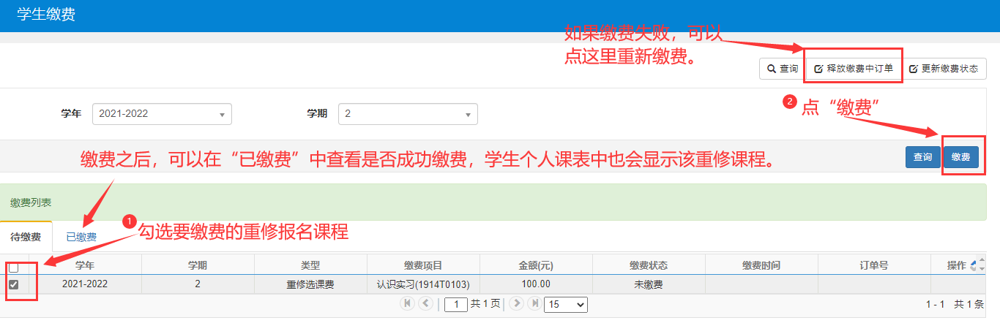 学生缴费
如果缴费失败，可以
点这里重新缴费。
查询 释放缴费中订单 更新缴费状态
2 点“缴费”
学年 2021-2022 学期 2
缴费之后，可以在“已缴费”中查看是否成功缴费，学生个人课表中也会显示该重修课程。
查询 缴费
缴费列表
1 勾选要缴费的重修报名课程
待缴费 已缴费
学年 学期 类型 缴费项目 金额(元) 缴费状态 缴费时间 订单号 操作
2021-2022 2 重修选课费 认识实习(1914T0103) 100.00 未缴费
1 共 1 页 15 1 - 1 共 1 条